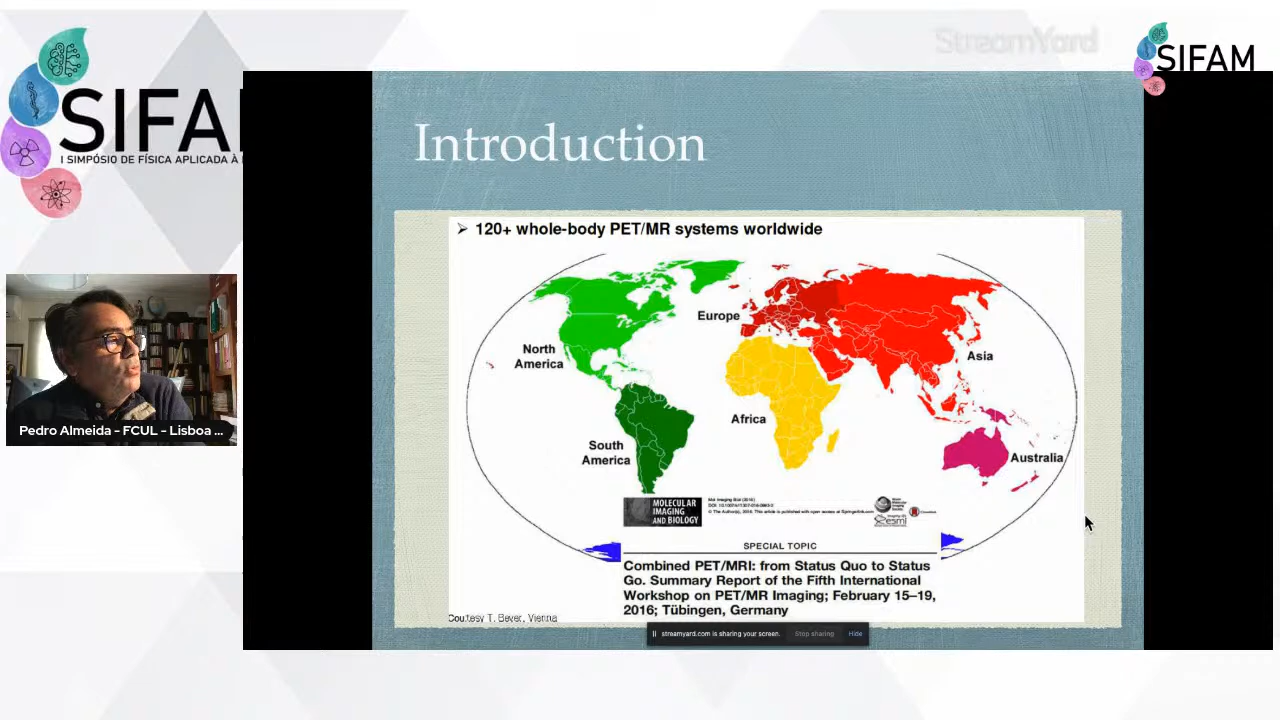 StreamYard
SIFAM
SIFA
I SIMPÓSIO DE FÍSICA APLICADA À
Introduction
➢ 120+ whole-body PET/MR systems worldwide
Europe
North
America
Asia
Africa
South
America
Australia
MOLECULAR
IMAGING
AND BIOLOGY
SPECIAL TOPIC
Combined PET/MRI: from Status Quo to Status
Go. Summary Report of the Fifth International
Workshop on PET/MR Imaging; February 15–19,
2016; Tübingen, Germany
Courtesy T. Beyer, Vienna
Pedro Almeida - FCUL - Lisboa ...
streamyard.com is sharing your screen.
Stop sharing
Hide